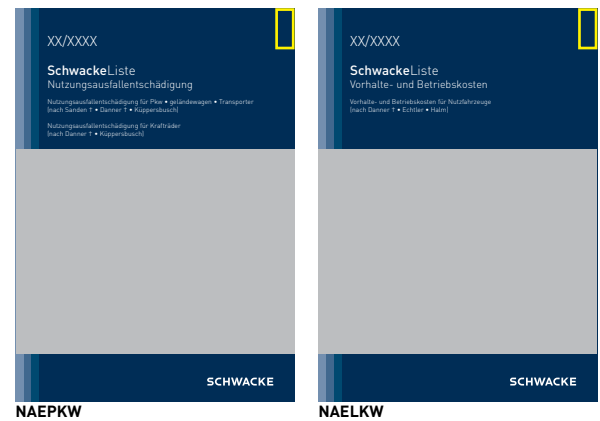 XX/XXXX
SchwackeListe
Nutzungsausfallentschädigung
Nutzungsausfallentschädigung für Pkw • geländewagen • Transporter
(nach Sanden † • Danner † • Küppersbusch)
Nutzungsausfallentschädigung für Krafträder
(nach Danner † • Küppersbusch)
SCHWACKE
NAEPKW
XX/XXXX
SchwackeListe
Vorhalte- und Betriebskosten
Vorhalte- und Betriebskosten für Nutzfahrzeuge
(nach Danner † • Echtler • Halm)
SCHWACKE
NAELKW